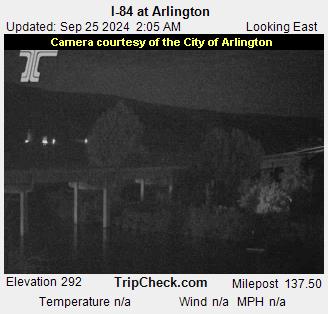 I-84 at Arlington
Updated: Sep 25 2024 2:05 AM Looking East
Camera courtesy of the City of Arlington
Elevation 292 TripCheck.com Milepost 137.50
Temperature n/a Wind n/a MPH n/a